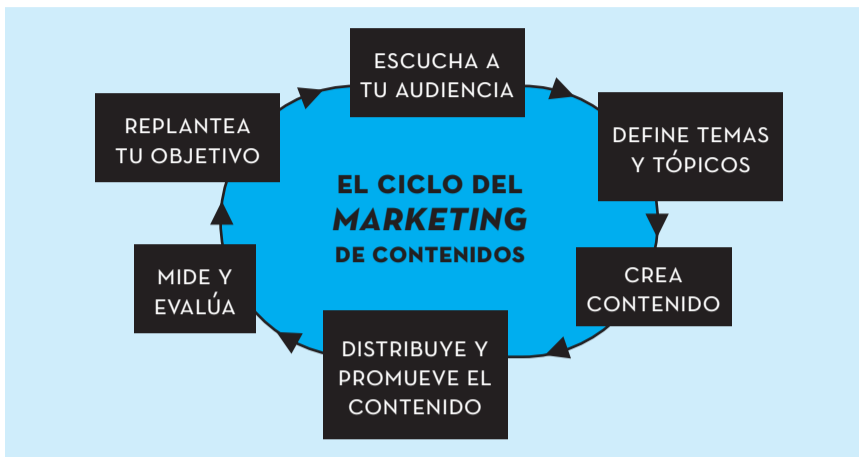 ESCUCHA A
TU AUDIENCIA
DEFINE TEMAS
Y TÓPICOS
CREA
CONTENIDO
DISTRIBUYE Y
PROMUEVE EL
CONTENIDO
MIDE Y
EVALÚA
REPLANTEA
TU OBJETIVO
EL CICLO DEL
MARKETING
DE CONTENIDOS